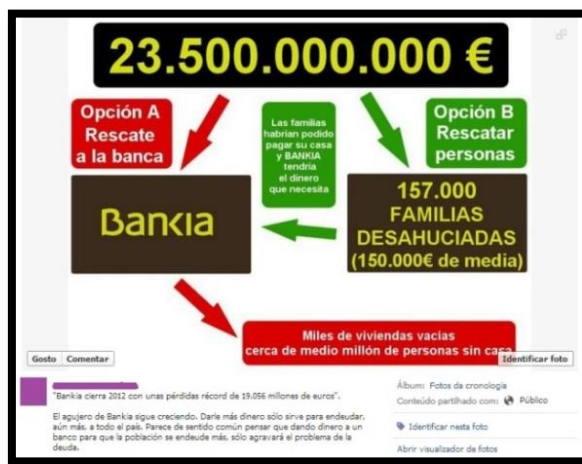 23.500.000.000 €
Opción A
Rescate
a la banca
Las familias
habrían podido
pagar su casa
y BANKIA
tendría
el dinero
que necesita
Opción B
Rescatar
personas
Bankia
157.000
FAMILIAS
DESAHUCIADAS
(150.000€ de media)
Miles de viviendas vacias
cerca de medio millón de personas sin casa
Gosto Comentar
Identificar foto
"Bankia cierra 2012 con unas pérdidas récord de 19.056 millones de euros".
El agujero de Bankia sigue creciendo. Darle más dinero sólo sirve para endeudar,
aún más, a todo el país. Parece de sentido común pensar que dando dinero a un
banco para que la población se endeude más, sólo agravará el problema de la
deuda.
Álbum: Fotos da cronologia
Conteúdo partilhado com: Público
Identificar nesta foto
Abrir visualizador de fotos